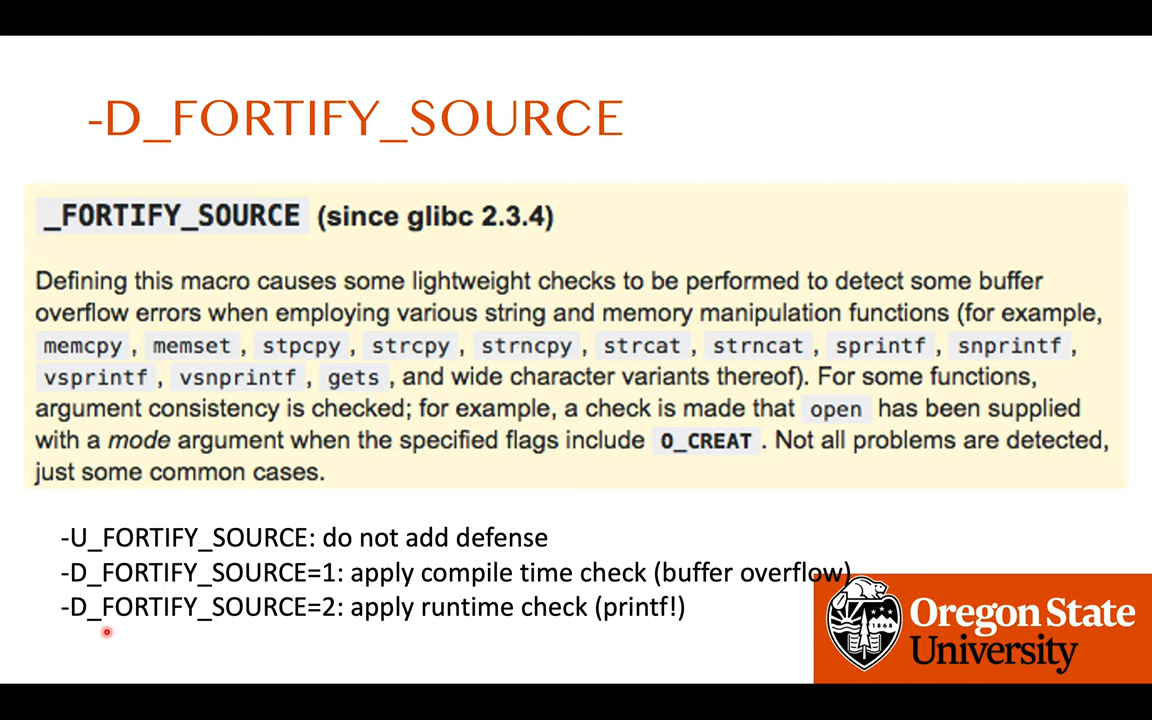 -D_FORTIFY_SOURCE
_FORTIFY_SOURCE (since glibc 2.3.4)
Defining this macro causes some lightweight checks to be performed to detect some buffer
overflow errors when employing various string and memory manipulation functions (for example,
memcpy, memset, stpcpy, strcpy, strncpy, strcat, strncat, sprintf, snprintf,
vsprintf, vsnprintf, gets, and wide character variants thereof). For some functions,
argument consistency is checked; for example, a check is made that open has been supplied
with a mode argument when the specified flags include O_CREAT. Not all problems are detected,
just some common cases.
-U_FORTIFY_SOURCE: do not add defense
-D_FORTIFY_SOURCE=1: apply compile time check (buffer overflow)
-D_FORTIFY_SOURCE=2: apply runtime check (printf!)
Oregon State
University